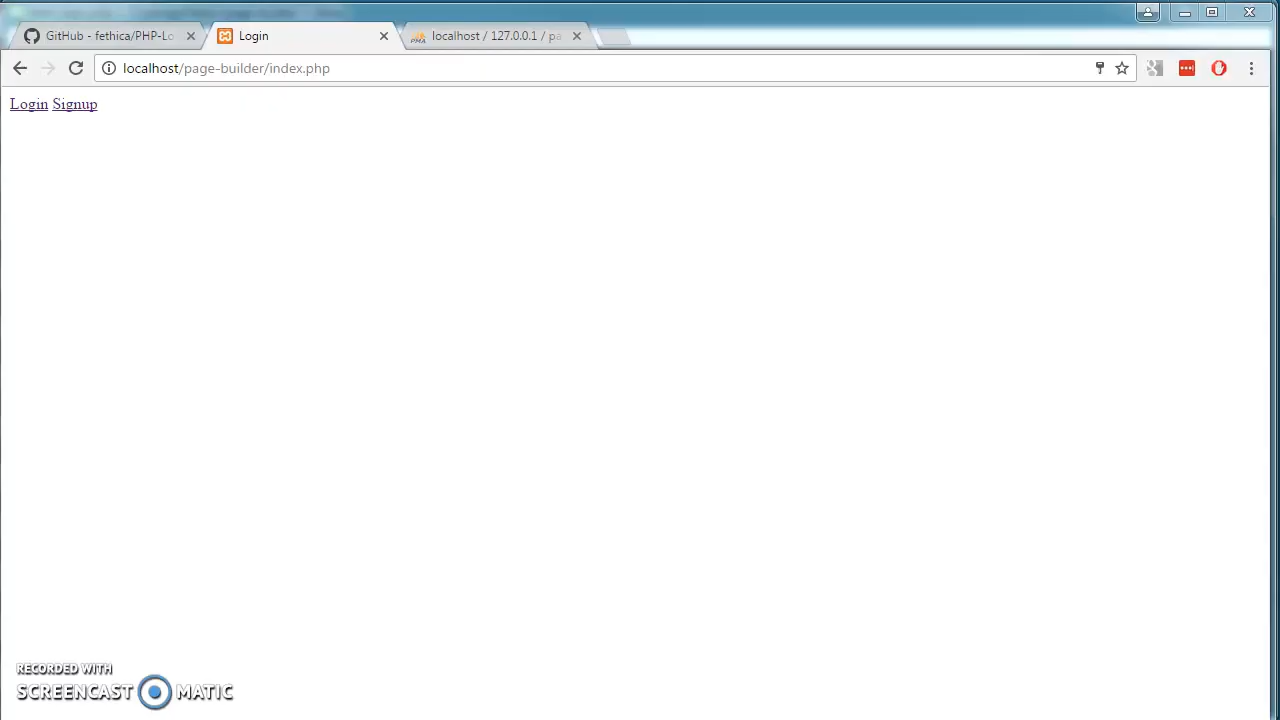 GitHub - fethica/PHP-Lo
Login
localhost / 127.0.0.1 / pa
localhost/page-builder/index.php
Login Signup
RECORDED WITH
SCREENCAST MATIC